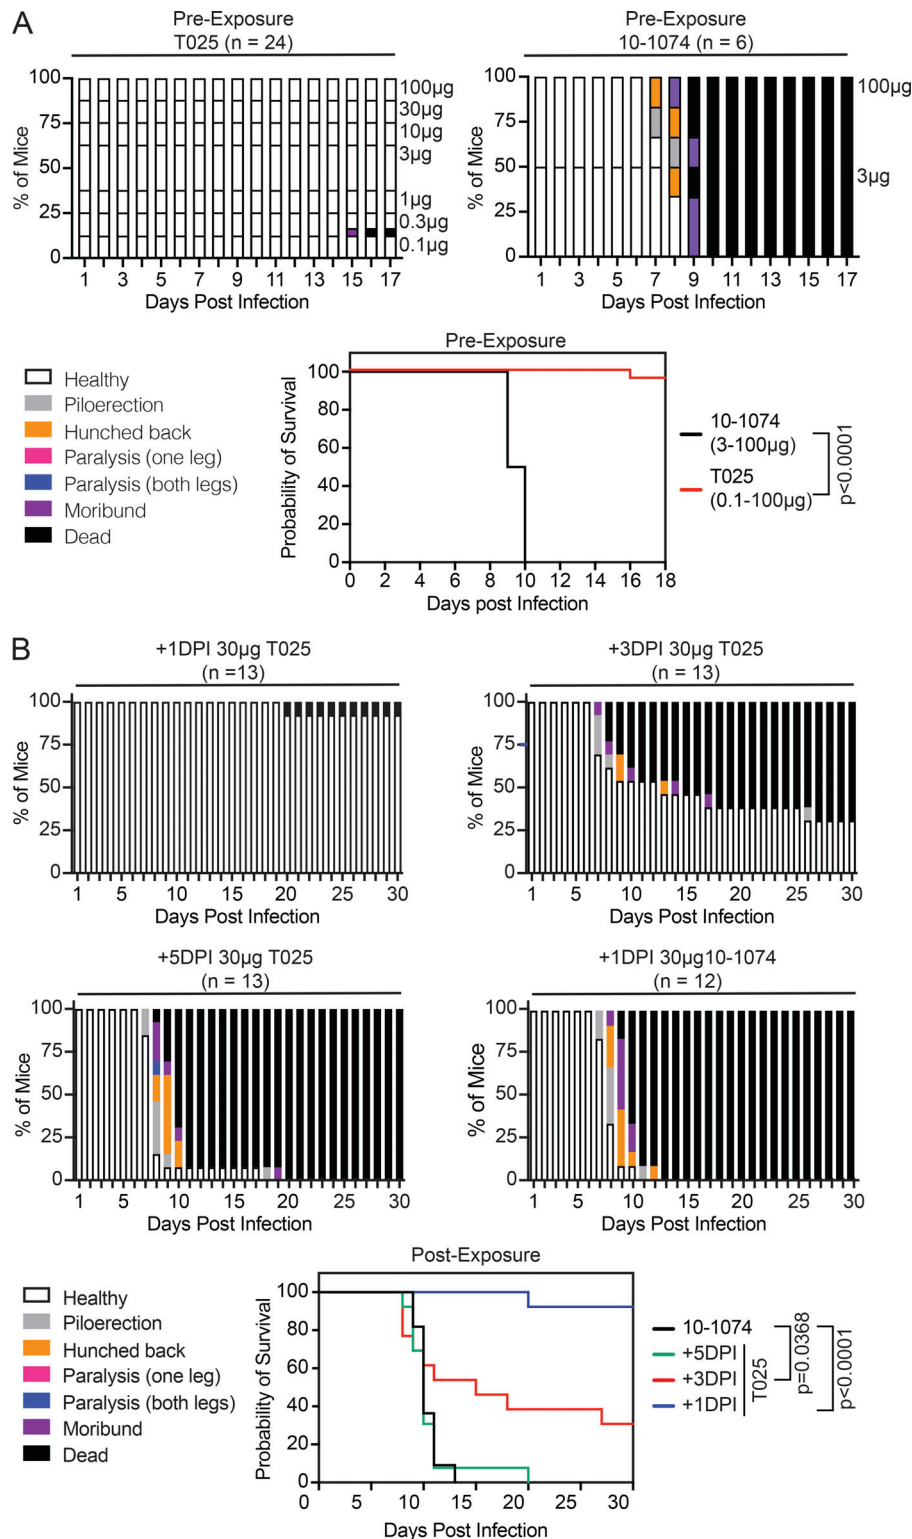 A
Pre-Exposure
T025 (n = 24)
% of Mice
100
75
50
25
0
100µg
30µg
10µg
3µg
1µg
0.3µg
0.1µg
1 3 5 7 9 11 13 15 17
Days Post Infection
Pre-Exposure
10-1074 (n = 6)
% of Mice
100
75
50
25
0
100µg
3µg
1 3 5 7 9 11 13 15 17
Days Post Infection
Healthy
Piloerection
Hunched back
Paralysis (one leg)
Paralysis (both legs)
Moribund
Dead
Pre-Exposure
Probability of Survival
100
80
60
40
20
0
0 2 4 6 8 10 12 14 16 18
Days post Infection
10-1074
(3-100µg)
T025
(0.1-100µg)
p<0.0001
B
+1DPI 30µg T025
(n =13)
% of Mice
100
75
50
25
0
1 5 10 15 20 25 30
Days Post Infection
+3DPI 30µg T025
(n = 13)
% of Mice
100
75
50
25
0
1 5 10 15 20 25 30
Days Post Infection
+5DPI 30µg T025
(n = 13)
% of Mice
100
75
50
25
0
1 5 10 15 20 25 30
Days Post Infection
+1DPI 30µg10-1074
(n = 12)
% of Mice
100
75
50
25
0
1 5 10 15 20 25 30
Days Post Infection
Healthy
Piloerection
Hunched back
Paralysis (one leg)
Paralysis (both legs)
Moribund
Dead
Post-Exposure
Probability of Survival
100
80
60
40
20
0
0 5 10 15 20 25 30
Days Post Infection
10-1074
+5DPI
+3DPI
+1DPI
T025
p=0.0368
p<0.0001